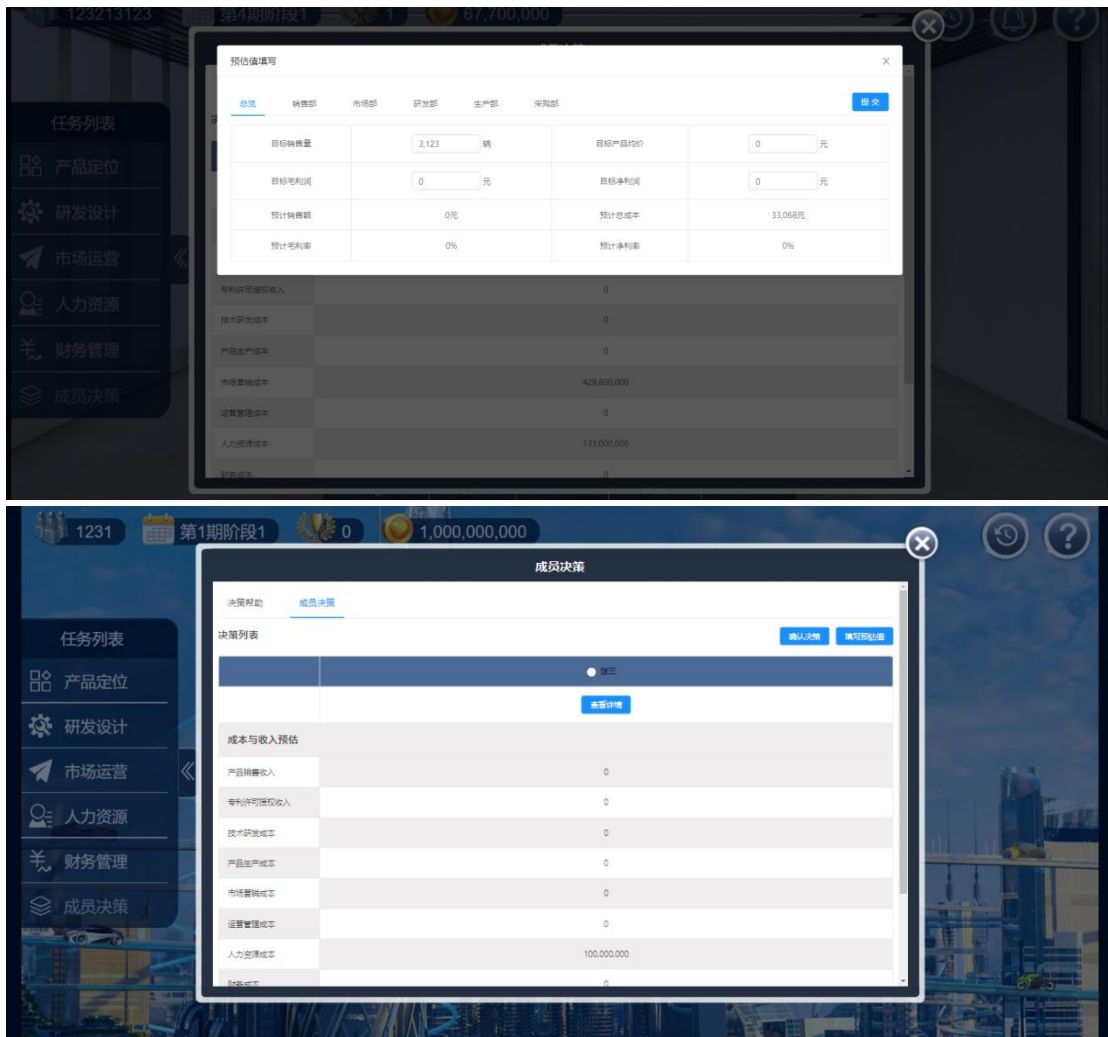 123213123 第4期阶段1 1 67,700,000
预估值填写 X
总览 销售部 市场部 研发部 生产部 采购部 提交
任务列表
目标销售量 3,123 辆 目标产品均价 0 元
产品定位
目标毛利润 0 元 目标净利润 0 元
研发设计
预计销售额 0元 预计总成本 33,068元
预计毛利率 0% 预计净利率 0%
市场运营
专利许可授权收入 0
人力资源
技术研发成本 0
产品生产成本 0
财务管理
市场营销成本 428,800,000
成员决策
运营管理成本 0
人力资源成本 131,000,000
财务成本 0
1231 第1期阶段1 0 1,000,000,000
成员决策
决策帮助 成员决策
任务列表
决策列表 确认决策 填写预估值
张三
产品定位
查看详情
研发设计
成本与收入预估
市场运营
产品销售收入 0
专利许可授权收入 0
人力资源
技术研发成本 0
财务管理
产品生产成本 0
市场营销成本 0
成员决策
运营管理成本 0
人力资源成本 100,000,000
财务成本 0